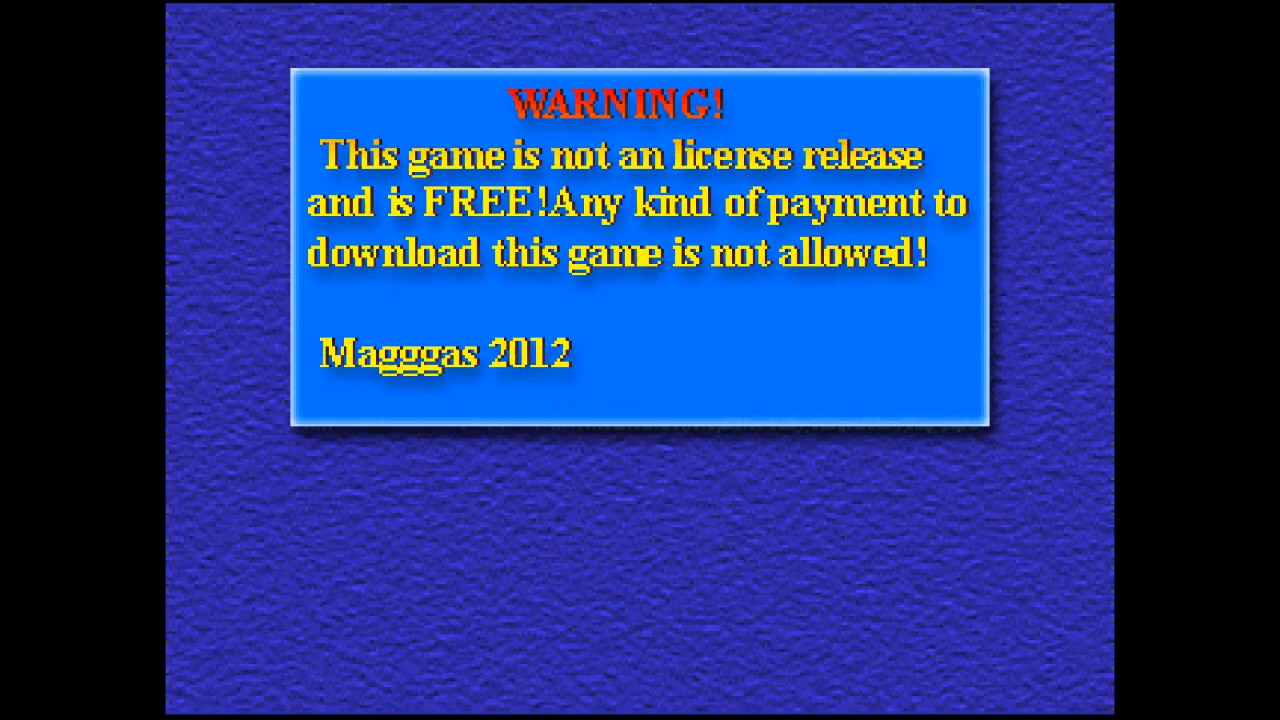 WARNING!
This game is not an license release
and is FREE!Any kind of payment to
download this game is not allowed!
Magggas 2012